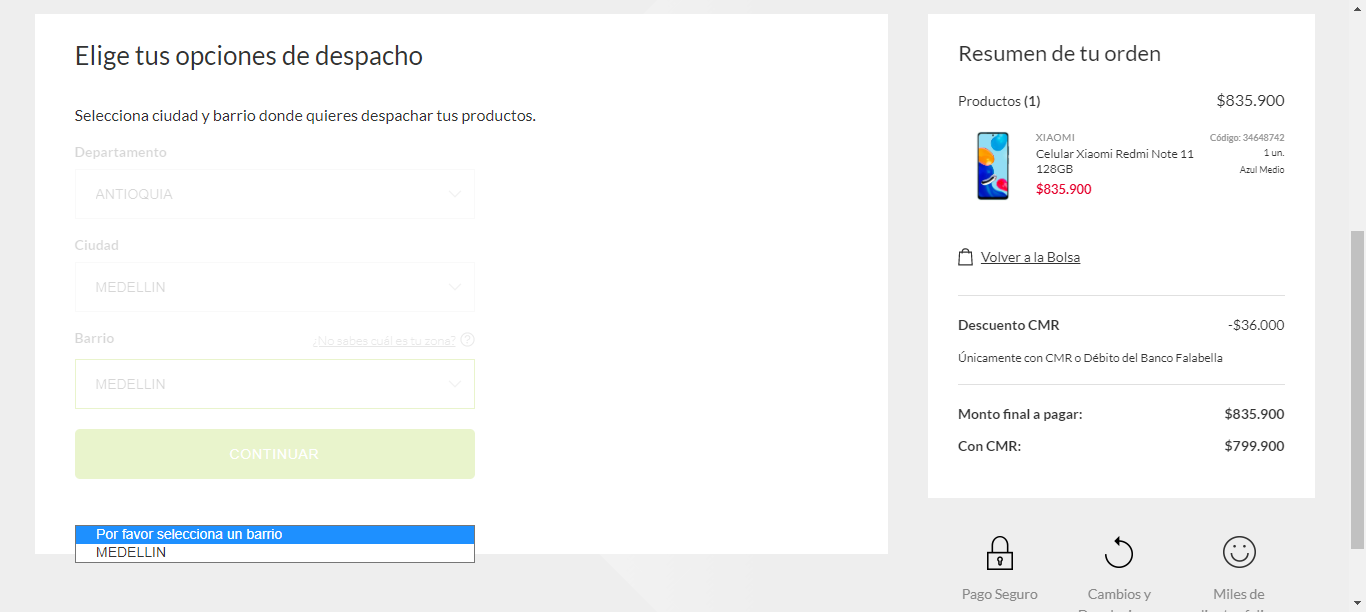 Elige tus opciones de despacho
Selecciona ciudad y barrio donde quieres despachar tus productos.
Departamento
ANTIOQUIA
Ciudad
MEDELLIN
Barrio
¿No sabes cuál es tu zona? ?
MEDELLIN
CONTINUAR
Por favor selecciona un barrio
MEDELLIN
Resumen de tu orden
Productos (1) $835.900
XIAOMI Código: 34648742
Celular Xiaomi Redmi Note 11 1 un.
128GB Azul Medio
$835.900
Volver a la Bolsa
Descuento CMR -$36.000
Únicamente con CMR o Débito del Banco Falabella
Monto final a pagar: $835.900
Con CMR: $799.900
Pago Seguro
Cambios y
Miles de